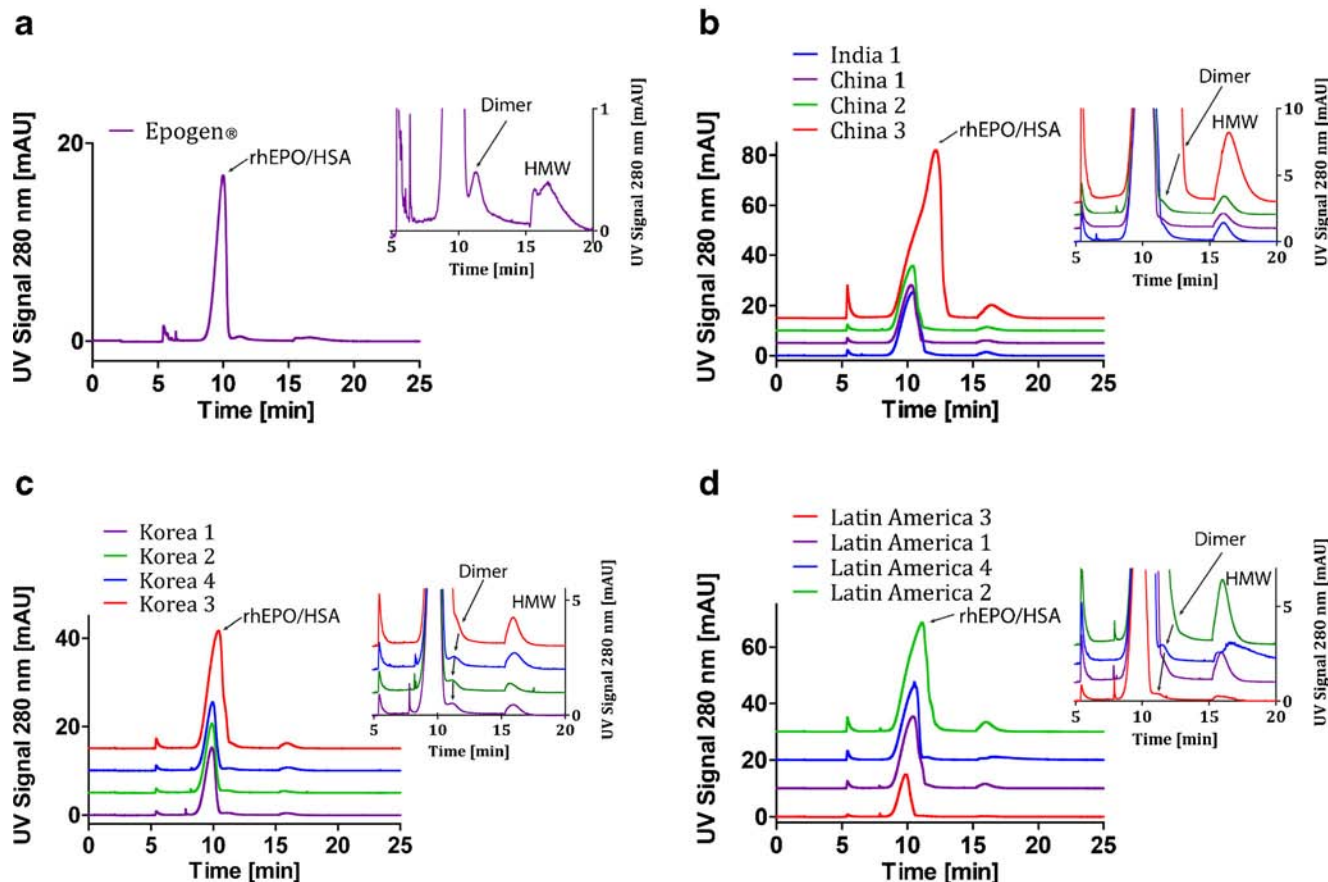 a
Epogen®
rhEPO/HSA
UV Signal 280 nm [mAU]
20
0
0 5 10 15 20 25
Time [min]
Dimer
HMW
1
0
UV Signal 280 nm [mAU]
5 10 15 20
Time [min]
b
India 1
China 1
China 2
China 3
rhEPO/HSA
UV Signal 280 nm [mAU]
80
60
40
20
0
0 5 10 15 20 25
Time [min]
Dimer
HMW
10
5
0
UV Signal 280 nm [mAU]
5 10 15 20
Time [min]
c
Korea 1
Korea 2
Korea 4
Korea 3
rhEPO/HSA
UV Signal 280 nm [mAU]
40
20
0
0 5 10 15 20 25
Time [min]
Dimer
HMW
5
0
UV Signal 280 nm [mAU]
5 10 15 20
Time [min]
d
Latin America 3
Latin America 1
Latin America 4
Latin America 2
rhEPO/HSA
UV Signal 280 nm [mAU]
60
40
20
0
0 5 10 15 20 25
Time [min]
Dimer
HMW
5
0
UV Signal 280 nm [mAU]
5 10 15 20
Time [min]